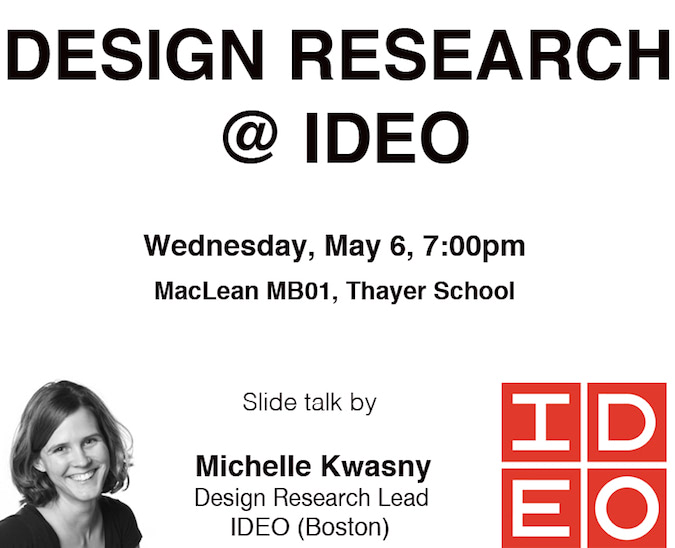 DESIGN RESEARCH
@ IDEO
Wednesday, May 6, 7:00pm
MacLean MB01, Thayer School
Slide talk by
Michelle Kwasny
Design Research Lead
IDEO (Boston)
ID
EO